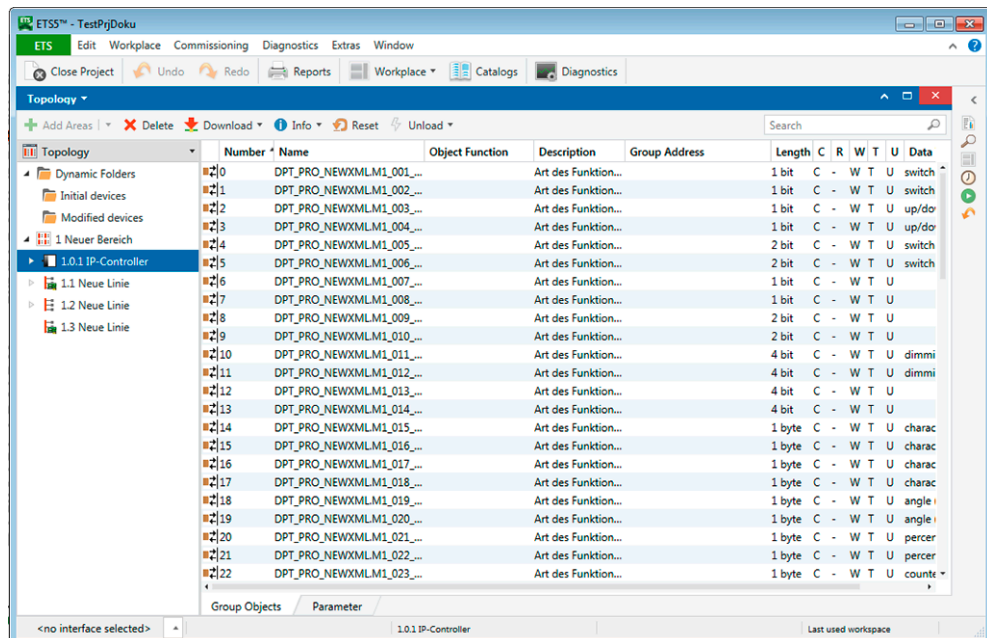 ETS5™ - TestPrjDoku
ETS Edit Workplace Commissioning Diagnostics Extras Window
Close Project Undo Redo Reports Workplace Catalogs Diagnostics
Topology
Add Areas Delete Download Info Reset Unload Search
Topology
Dynamic Folders
Initial devices
Modified devices
1 Neuer Bereich
1.0.1 IP-Controller
1.1 Neue Linie
1.2 Neue Linie
1.3 Neue Linie
Number Name Object Function Description Group Address Length C R W T U Data
0 DPT_PRO_NEWXML.M1_001_... Art des Funktion... 1 bit C - W T U switch
1 DPT_PRO_NEWXML.M1_002_... Art des Funktion... 1 bit C - W T U switch
2 DPT_PRO_NEWXML.M1_003_... Art des Funktion... 1 bit C - W T U up/do
3 DPT_PRO_NEWXML.M1_004_... Art des Funktion... 1 bit C - W T U up/do
4 DPT_PRO_NEWXML.M1_005_... Art des Funktion... 2 bit C - W T U switch
5 DPT_PRO_NEWXML.M1_006_... Art des Funktion... 2 bit C - W T U switch
6 DPT_PRO_NEWXML.M1_007_... Art des Funktion... 1 bit C - W T U
7 DPT_PRO_NEWXML.M1_008_... Art des Funktion... 1 bit C - W T U
8 DPT_PRO_NEWXML.M1_009_... Art des Funktion... 2 bit C - W T U
9 DPT_PRO_NEWXML.M1_010_... Art des Funktion... 2 bit C - W T U
10 DPT_PRO_NEWXML.M1_011_... Art des Funktion... 4 bit C - W T U dimmi
11 DPT_PRO_NEWXML.M1_012_... Art des Funktion... 4 bit C - W T U dimmi
12 DPT_PRO_NEWXML.M1_013_... Art des Funktion... 4 bit C - W T U
13 DPT_PRO_NEWXML.M1_014_... Art des Funktion... 4 bit C - W T U
14 DPT_PRO_NEWXML.M1_015_... Art des Funktion... 1 byte C - W T U charac
15 DPT_PRO_NEWXML.M1_016_... Art des Funktion... 1 byte C - W T U charac
16 DPT_PRO_NEWXML.M1_017_... Art des Funktion... 1 byte C - W T U charac
17 DPT_PRO_NEWXML.M1_018_... Art des Funktion... 1 byte C - W T U charac
18 DPT_PRO_NEWXML.M1_019_... Art des Funktion... 1 byte C - W T U angle
19 DPT_PRO_NEWXML.M1_020_... Art des Funktion... 1 byte C - W T U angle
20 DPT_PRO_NEWXML.M1_021_... Art des Funktion... 1 byte C - W T U percer
21 DPT_PRO_NEWXML.M1_022_... Art des Funktion... 1 byte C - W T U percer
22 DPT_PRO_NEWXML.M1_023_... Art des Funktion... 1 byte C - W T U counte
Group Objects Parameter
<no interface selected> 1.0.1 IP-Controller Last used workspace